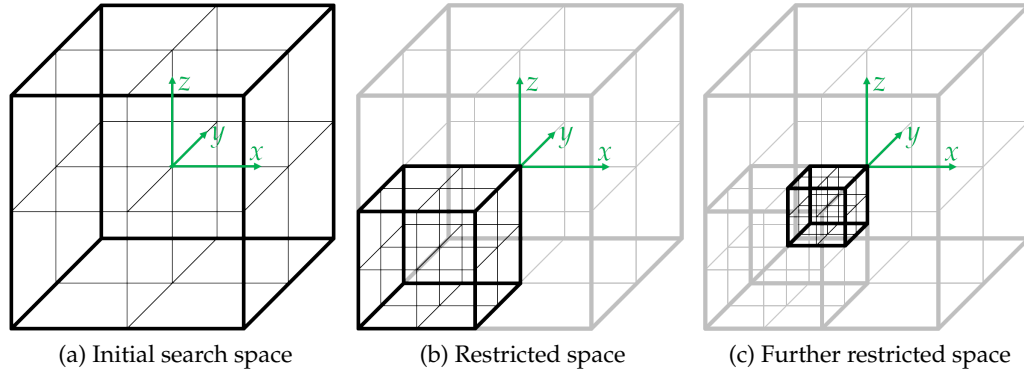 z
y
x
z
y
x
z
y
x
(a) Initial search space
(b) Restricted space
(c) Further restricted space